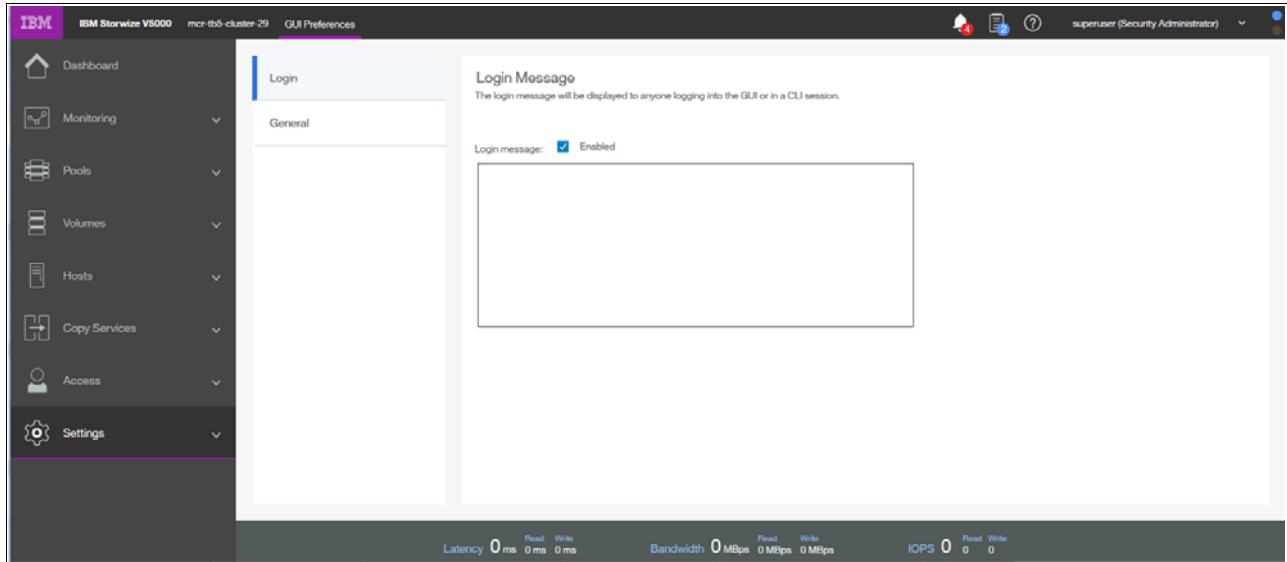 IBM IBM Storwize V5000 mcr-tb5-cluster-29 GUI Preferences 4 2 ? superuser (Security Administrator)
Dashboard
Monitoring
Pools
Volumes
Hosts
Copy Services
Access
Settings
Login
General
Login Message
The login message will be displayed to anyone logging into the GUI or in a CLI session.
Login message: Enabled
Latency 0 ms Read 0 ms Write 0 ms
Bandwidth 0 MBps Read 0 MBps Write 0 MBps
IOPS 0 Read 0 Write 0